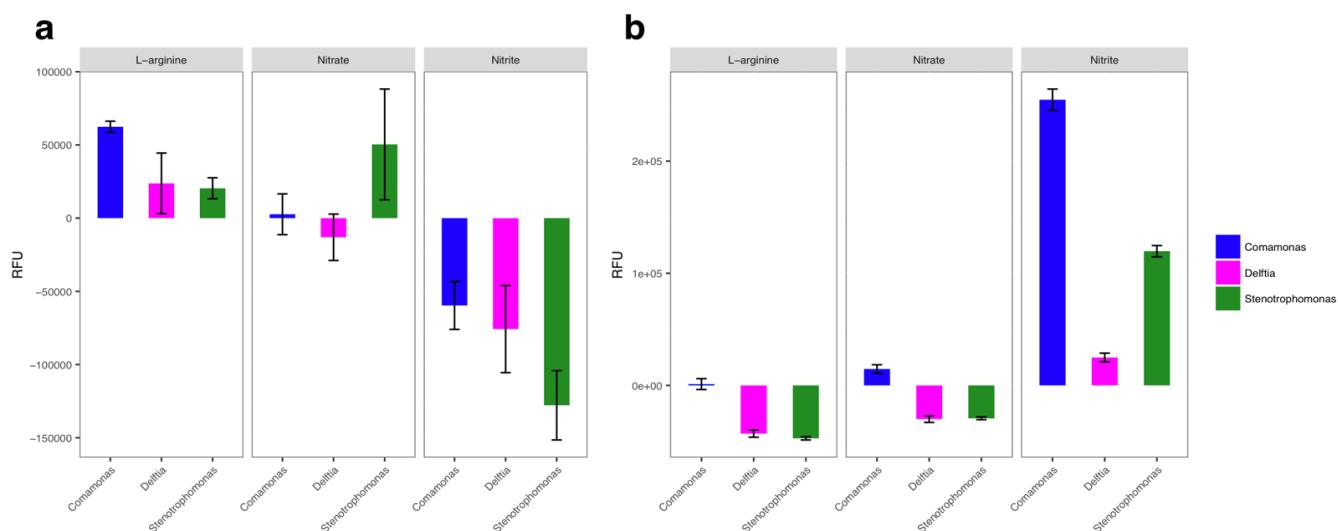 a
L-arginine
Nitrate
Nitrite
100000
50000
0
−50000
−100000
−150000
RFU
Comamonas
Delftia
Stenotrophomonas
Comamonas
Delftia
Stenotrophomonas
Comamonas
Delftia
Stenotrophomonas
b
L-arginine
Nitrate
Nitrite
2e+05
1e+05
0e+00
RFU
Comamonas
Delftia
Stenotrophomonas
Comamonas
Delftia
Stenotrophomonas
Comamonas
Delftia
Stenotrophomonas
Comamonas
Delftia
Stenotrophomonas